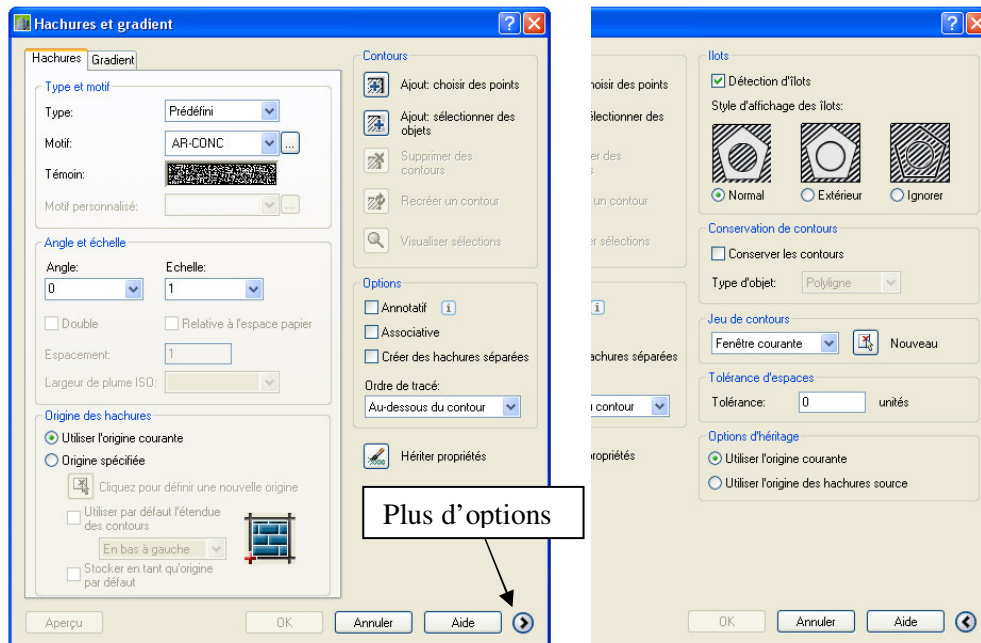 Hachures et gradient
Hachures
Gradient
Type et motif
Type:
Prédéfini
Motif:
AR-CONC
...
Témoin:
Motif personnalisé:
...
Angle et échelle
Angle:
Echelle:
0
1
Double
Relative à l'espace papier
Espacement:
1
Largeur de plume ISO:
Origine des hachures
Utiliser l'origine courante
Origine spécifiée
Cliquez pour définir une nouvelle origine
Utiliser par défaut l'étendue
des contours
En bas à gauche
Stocker en tant qu'origine
par défaut
Contours
Ajout: choisir des points
Ajout: sélectionner des
objets
Supprimer des
contours
Recréer un contour
Visualiser sélections
Options
Annotatif
Associative
Créer des hachures séparées
Ordre de tracé:
Au-dessous du contour
Hériter propriétés
Plus d'options
Aperçu
OK
Annuler
Aide
noisir des points
électionner des
er des
s
un contour
er sélections
achures séparées
u contour
ropriétés
Ilots
Détection d'îlots
Style d'affichage des îlots:
Normal
Extérieur
Ignorer
Conservation de contours
Conserver les contours
Type d'objet:
Polyligne
Jeu de contours
Fenêtre courante
Nouveau
Tolérance d'espaces
Tolérance:
0
unités
Options d'héritage
Utiliser l'origine courante
Utiliser l'origine des hachures source
OK
Annuler
Aide